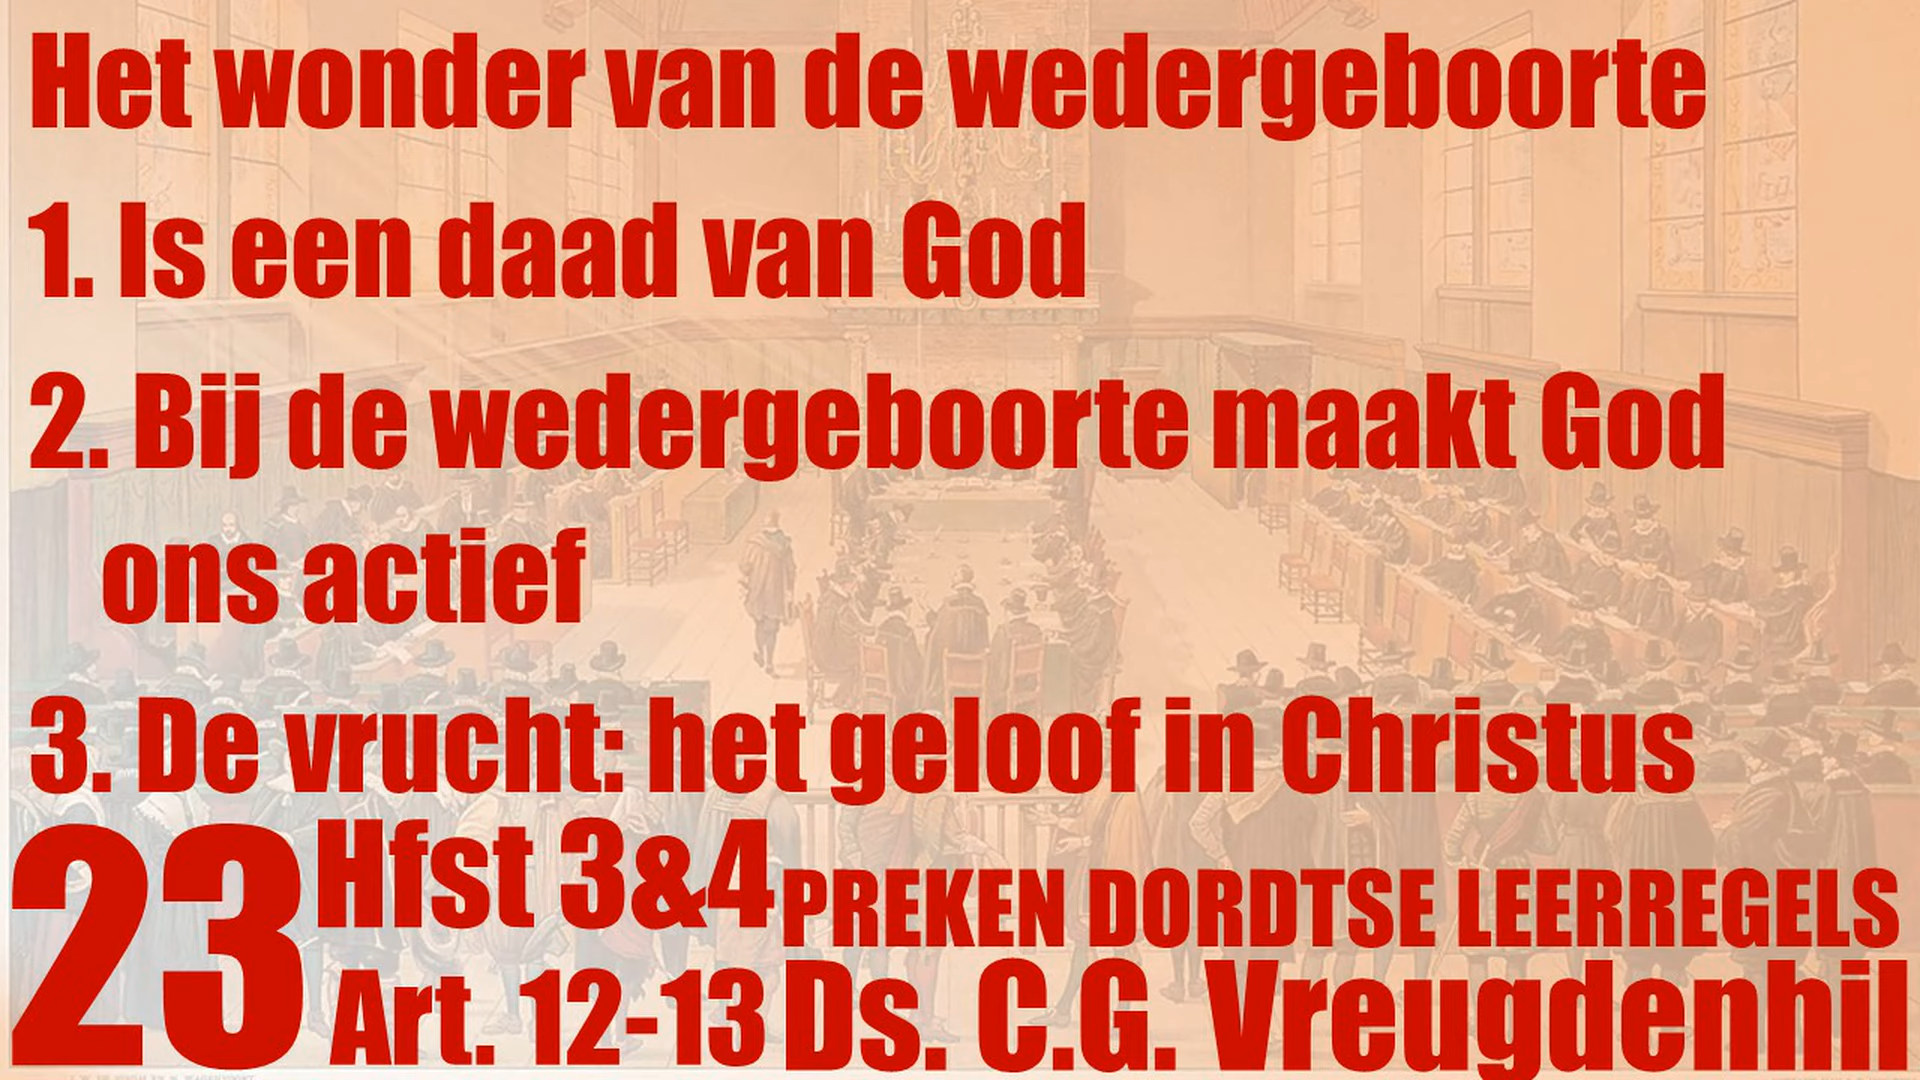 Het wonder van de wedergeboorte
1. Is een daad van God
2. Bij de wedergeboorte maakt God
ons actief
3. De vrucht: het geloof in Christus
23
Hfst 3&4
Art. 12-13
PREKEN DORDTSE LEERREGELS
Ds. C.G. Vreugdenhil